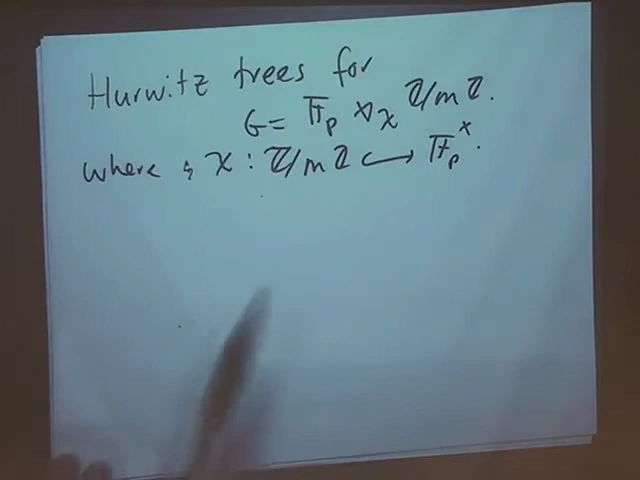 Hurwitz trees for
G = 𝔽_p ⋊_χ ℤ/mℤ.
where χ : ℤ/mℤ ↪ 𝔽_p^×.